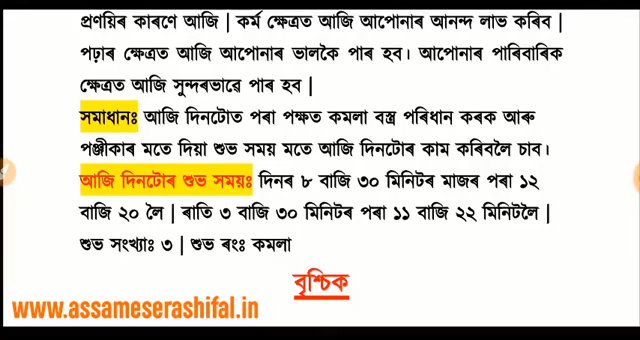 প্ৰণয়িৰ কাৰণে আজি | কৰ্ম ক্ষেত্ৰত আজি আপোনাৰ আনন্দ লাভ কৰিব |
পঢ়াৰ ক্ষেত্ৰত আজি আপোনাৰ ভালকৈ পাৰ হব। আপোনাৰ পাৰিবাৰিক
ক্ষেত্ৰত আজি সুন্দৰভাৱে পাৰ হব |
সমাধানঃ আজি দিনটোত পৰা পক্ষত কমলা বস্ত্ৰ পৰিধান কৰক আৰু
পঞ্জীকাৰ মতে দিয়া শুভ সময় মতে আজি দিনটোৰ কাম কৰিবলৈ চাব।
আজি দিনটোৰ শুভ সময়ঃ দিনৰ ৮ বাজি ৩০ মিনিটৰ মাজৰ পৰা ১২
বাজি ২০ লৈ | ৰাতি ৩ বাজি ৩০ মিনিটৰ পৰা ১১ বাজি ২২ মিনিটলৈ |
শুভ সংখ্যাঃ ৩ | শুভ ৰংঃ কমলা
বৃশ্চিক
www.assameserashifal.in